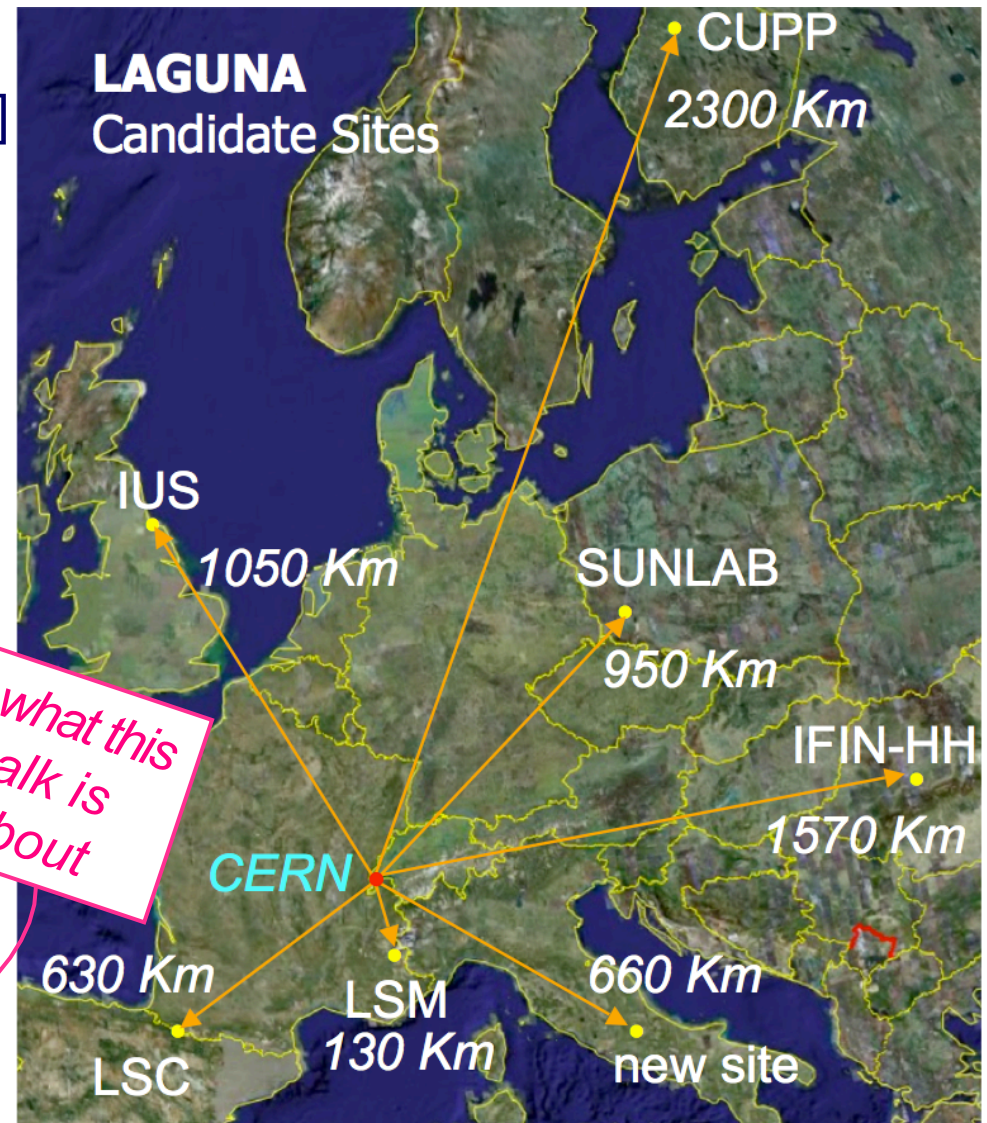 LAGUNA
Candidate Sites
CUPP
2300 Km
IUS
1050 Km
SUNLAB
950 Km
what this
alk is
bout
IFIN-HH
1570 Km
CERN
630 Km
LSC
LSM
130 Km
660 Km
new site